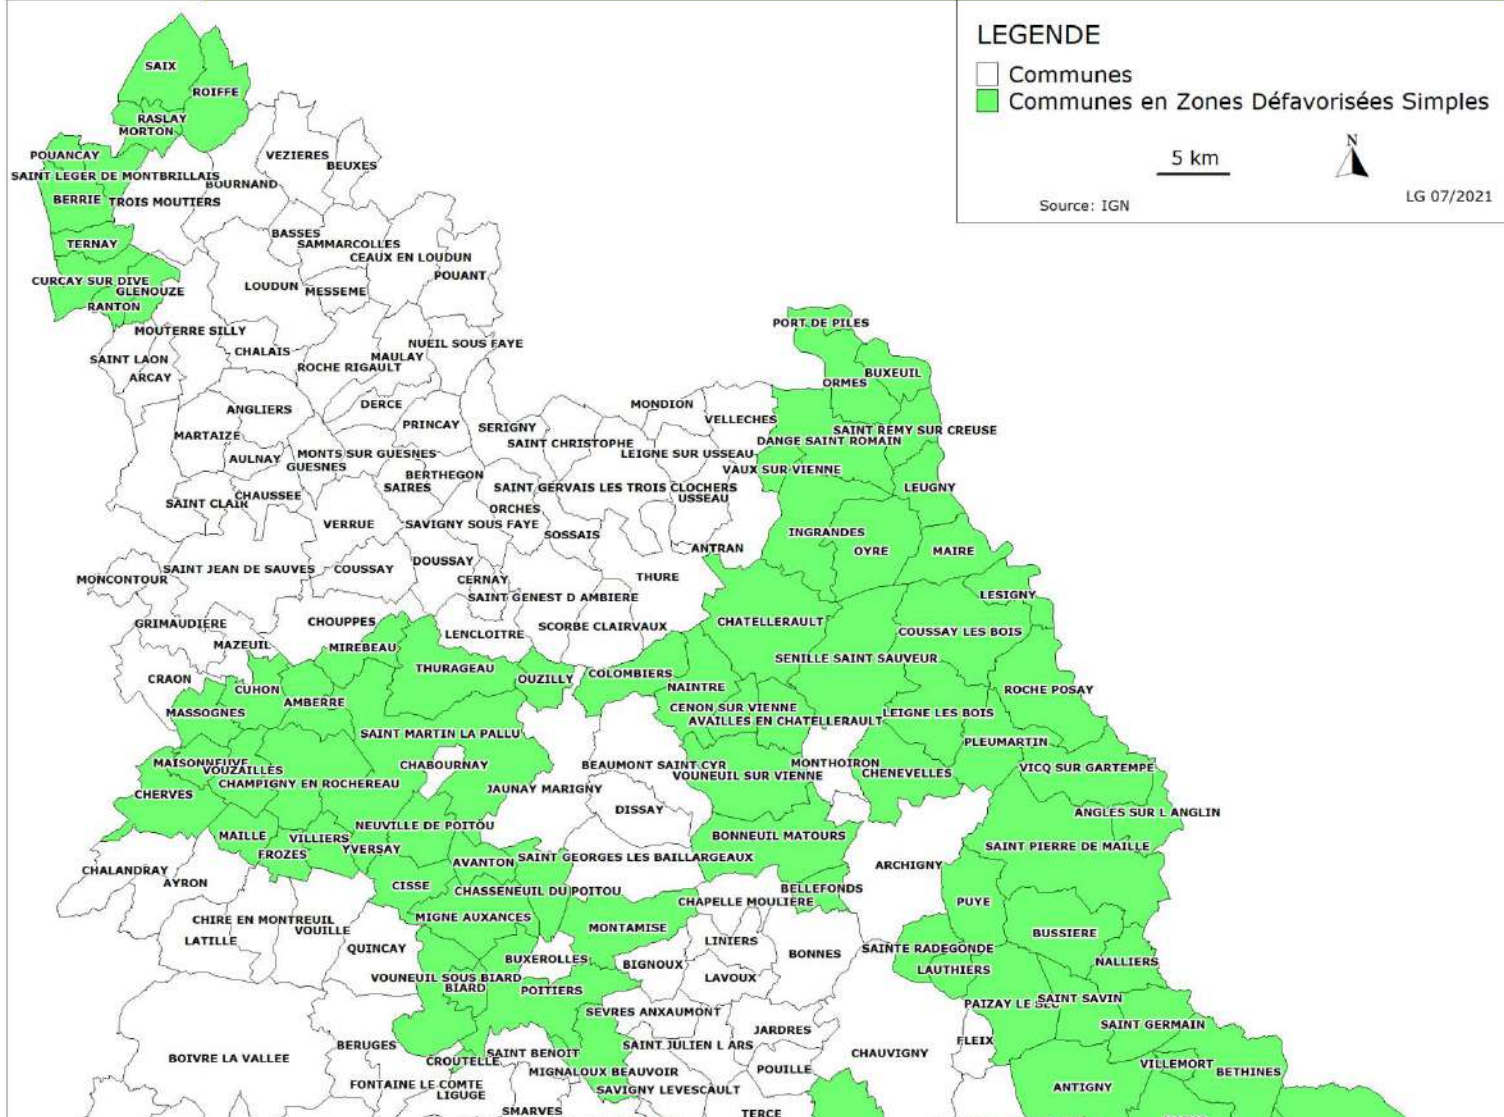 LEGENDE
Communes
Communes en Zones Défavorisées Simples
5 km
N
Source: IGN
LG 07/2021
SAIX
ROIFFE
RASLAY
MORTON
POUANCAY
VEZIERES
BEUXES
SAINT LEGER DE MONTBRILLAIS
BOURNAND
BERRIE
TROIS MOUTIERS
BASSES
TERNAY
SAMMARCOLLES
CEAUX EN LOUDUN
POUANT
CURCAY SUR DIVE
GLENOUZE
LOUDUN
MESSEME
RANTON
PORT DE PILES
MOUTERRE SILLY
NUEIL SOUS FAYE
CHALAIS
MAULAY
SAINT LAON
ROCHE RIGAULT
ARCAY
BUXEUIL
ORMES
DERCE
MONDION
ANGLIERS
VELLECHES
PRINCAY
SERIGNY
SAINT REMY SUR CREUSE
MARTAIZE
SAINT CHRISTOPHE
DANGE SAINT ROMAIN
MONTS SUR GUESNES
LEIGNE SUR USSEAU
AULNAY
GUESNES
VAUX SUR VIENNE
BERTHEGON
SAIRES
SAINT GERVAIS LES TROIS CLOCHERS
LEUGNY
CHAUSSEE
USSEAU
SAINT CLAIR
ORCHES
VERRUE
SAVIGNY SOUS FAYE
SOSSAIS
INGRANDES
ANTRAN
OYRE
MAIRE
DOUSSAY
SAINT JEAN DE SAUVES
COUSSAY
MONCONTOUR
CERNAY
THURE
SAINT GENEST D AMBIERE
LESIGNY
GRIMAUDIERE
CHOUPPES
SCORBE CLAIRVAUX
CHATELLERAULT
LENCLOITRE
COUSSAY LES BOIS
MAZEUIL
MIREBEAU
SENILLE SAINT SAUVEUR
THURAGEAU
COLOMBIERS
CRAON
OUZILLY
NAINTRE
CUHON
ROCHE POSAY
AMBERRE
CENON SUR VIENNE
MASSOGNES
LEIGNE LES BOIS
AVAILLES EN CHATELLERAULT
SAINT MARTIN LA PALLU
PLEUMARTIN
MAISONNEUVE
CHABOURNAY
BEAUMONT SAINT CYR
MONTHOIRON
VOUZAILLES
VOUNEUIL SUR VIENNE
CHENEVELLES
VICQ SUR GARTEMPE
CHAMPIGNY EN ROCHEREAU
JAUNAY MARIGNY
CHERVES
DISSAY
ANGLES SUR L ANGLIN
NEUVILLE DE POITOU
MAILLE
VILLIERS
BONNEUIL MATOURS
YVERSAY
SAINT PIERRE DE MAILLE
FROZES
SAINT GEORGES LES BAILLARGEAUX
AVANTON
ARCHIGNY
CHALANDRAY
AYRON
CISSE
CHASSENEUIL DU POITOU
BELLEFONDS
CHAPELLE MOULIERE
PUYE
CHIRE EN MONTREUIL
MIGNE AUXANCES
VOUILLE
MONTAMISE
BUSSIERE
LATILLE
LINIERS
QUINCAY
SAINTE RADEGONDE
BONNES
BUXEROLLES
BIGNOUX
NALLIERS
LAUTHIERS
VOUNEUIL SOUS BIARD
LAVOUX
BIARD
POITIERS
SAINT SAVIN
PAIZAY LE SEC
SEVRES ANXAUMONT
SAINT GERMAIN
JARDRES
FLEIX
BERUGES
SAINT JULIEN L ARS
BOIVRE LA VALLEE
SAINT BENOIT
CHAUVIGNY
CROUTELLE
VILLEMORT
POUILLE
MIGNALOUX BEAUVOIR
BETHINES
FONTAINE LE COMTE
ANTIGNY
SAVIGNY LEVESCAULT
LIGUGE
SMARVES
TERCE